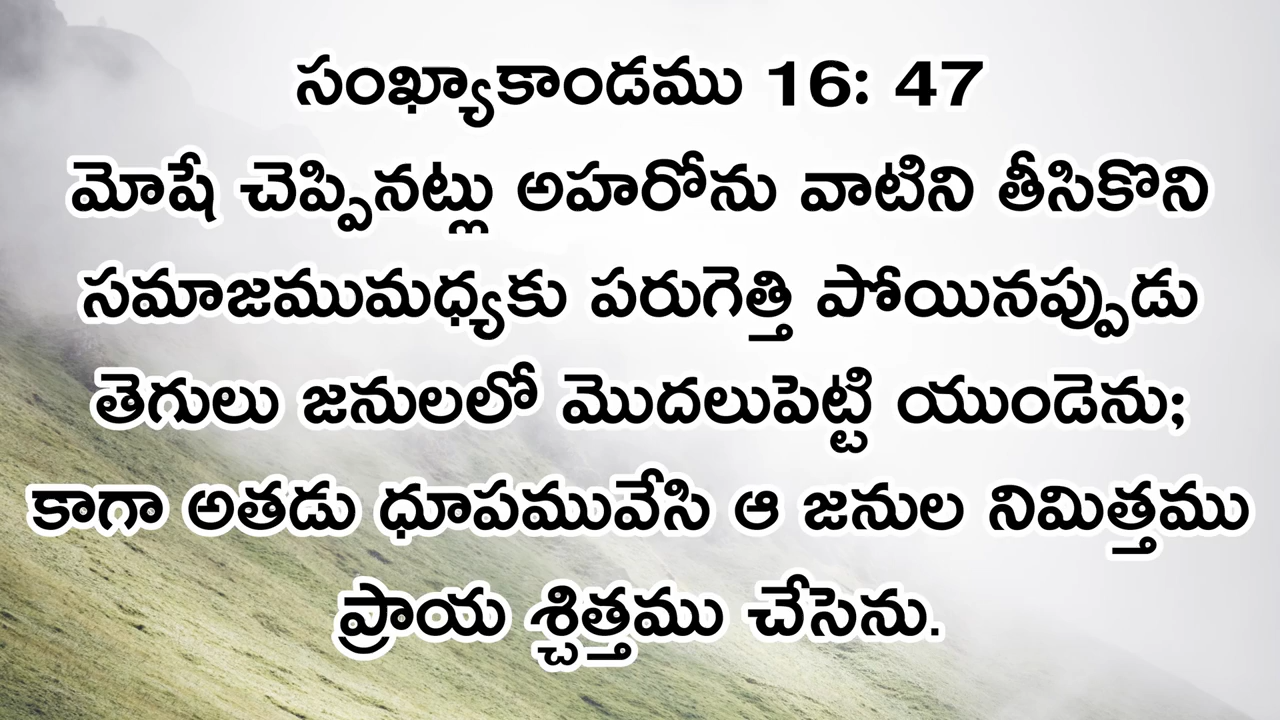 సంఖ్యాకాండము 16: 47
మోషే చెప్పినట్లు అహరోను వాటిని తీసికొని
సమాజముమధ్యకు పరుగెత్తి పోయినప్పుడు
తెగులు జనులలో మొదలుపెట్టి యుండెను;
కాగా అతడు ధూపమువేసి ఆ జనుల నిమిత్తము
ప్రాయ శ్చిత్తము చేసెను.